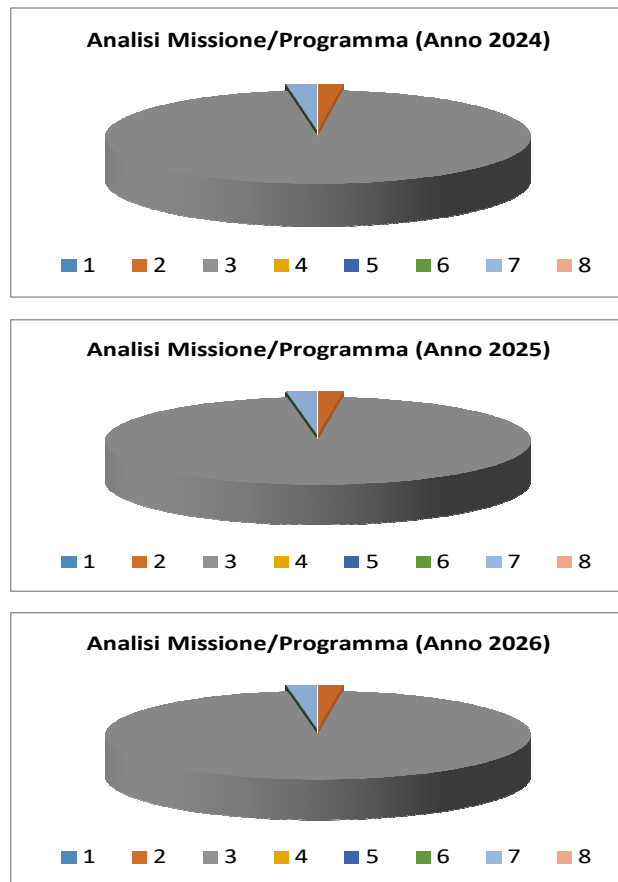 Analisi Missione/Programma (Anno 2024)
1 2 3 4 5 6 7 8
Analisi Missione/Programma (Anno 2025)
1 2 3 4 5 6 7 8
Analisi Missione/Programma (Anno 2026)
1 2 3 4 5 6 7 8